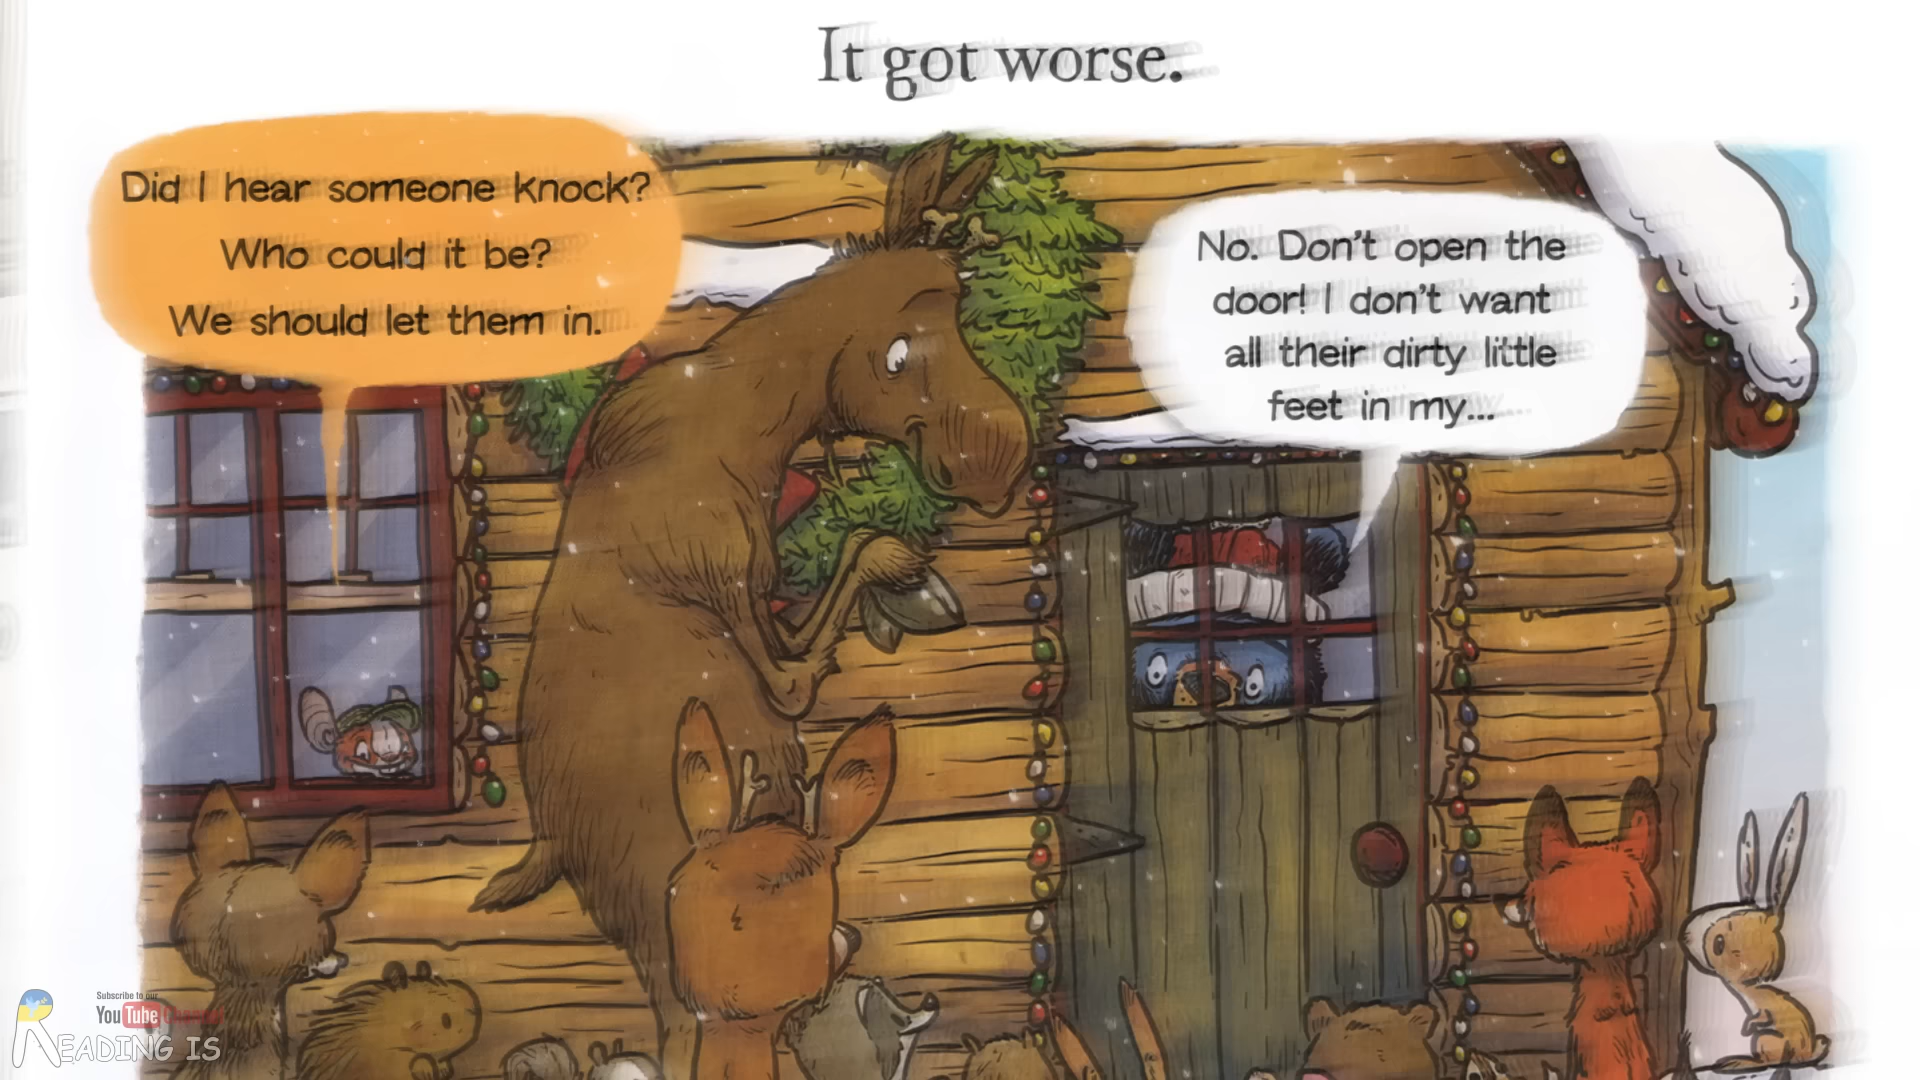 It got worse.
Did I hear someone knock?
Who could it be?
We should let them in.
No. Don't open the
door! I don't want
all their dirty little
feet in my...
Subscribe to our
YouTube Channel
READING IS